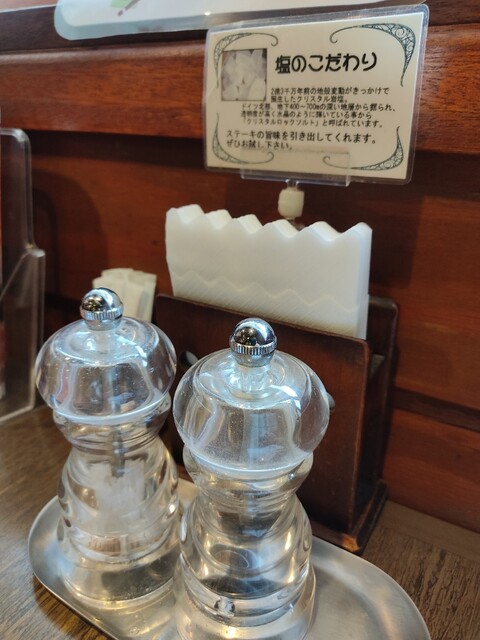 塩のこだわり
2億3千万年前の地殻変動がきっかけで
誕生したクリスタル岩塩。
ドイツ北部、地下400~700mの深い地層から掘られ、
透明度が高く水晶のように輝いている事から
「クリスタルロックソルト」と呼ばれています。
ステーキの旨味を引き出してくれます。
ぜひお試し下さい。